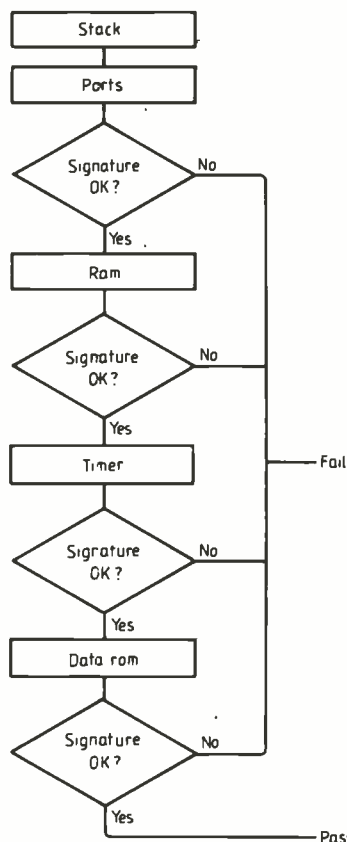 Stack
Ports
Signature
OK?
No
Yes
Ram
Signature
OK?
No
Yes
Timer
Fail
Signature
OK?
No
Yes
Data rom
Signature
OK?
No
Yes
Pass